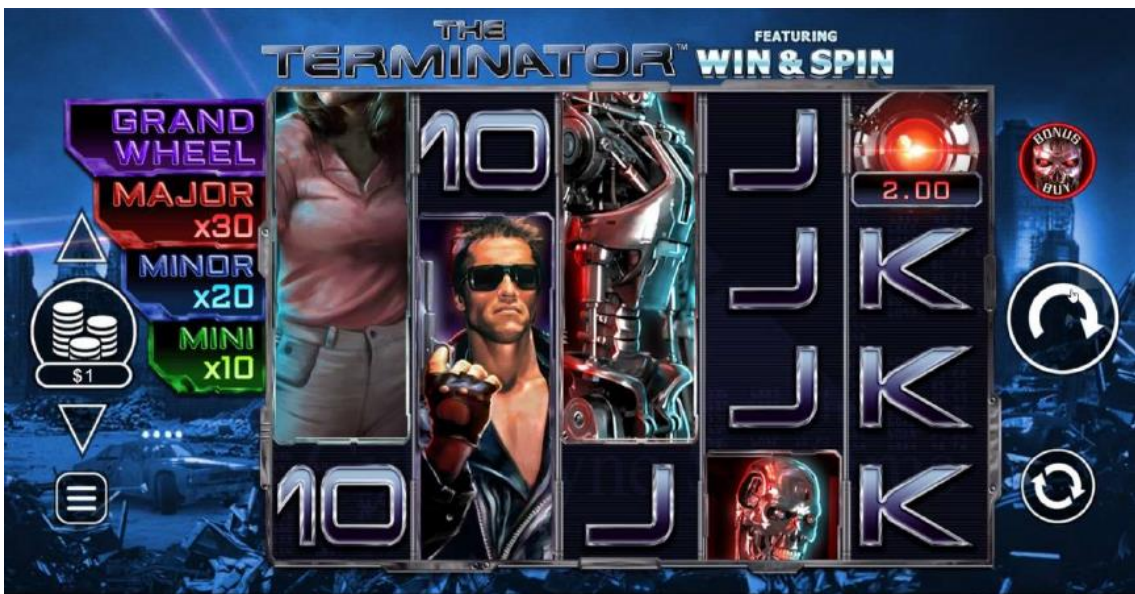 THE
TERMINATOR™
FEATURING
WIN & SPIN
GRAND
WHEEL
MAJOR
x30
MINOR
x20
MINI
x10
$1
10
J
2.00
BONUS
BUY
J
K
J
K
10
J
K